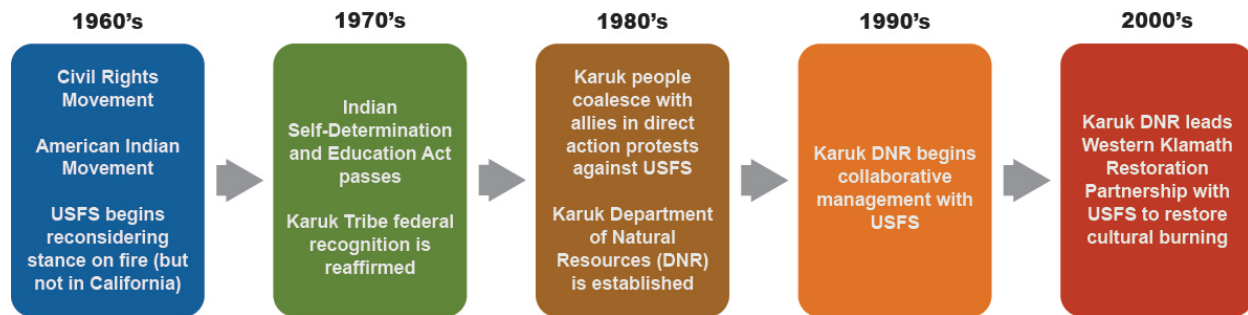 1960's
1970's
1980's
1990's
2000's
Civil Rights
Movement
American Indian
Movement
USFS begins
reconsidering
stance on fire (but
not in California)
Indian
Self-Determination
and Education Act
passes
Karuk Tribe federal
recognition is
reaffirmed
Karuk people
coalesce with
allies in direct
action protests
against USFS
Karuk Department
of Natural
Resources (DNR)
is established
Karuk DNR begins
collaborative
management with
USFS
Karuk DNR leads
Western Klamath
Restoration
Partnership with
USFS to restore
cultural burning